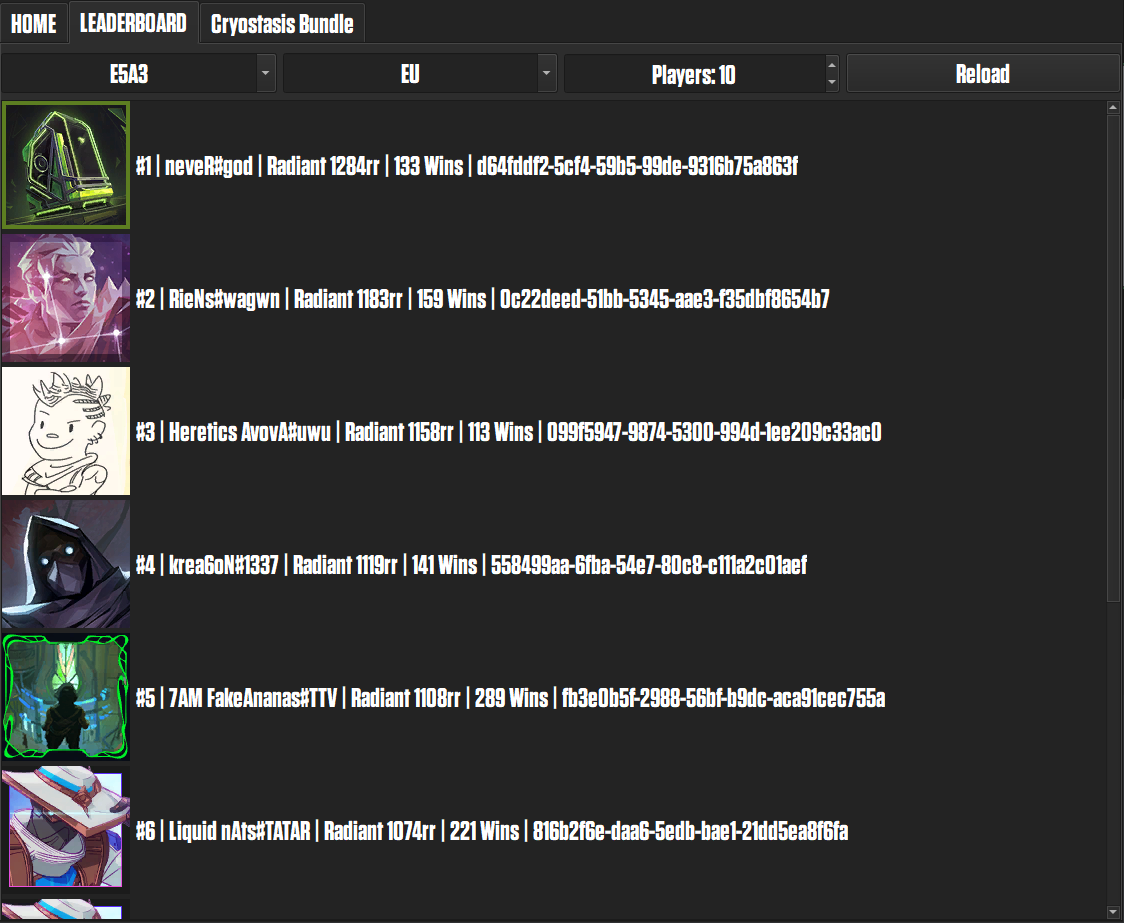 HOME LEADERBOARD Cryostasis Bundle
E5A3 EU Players: 10 Reload
#1 | neveR#god | Radiant 1284rr | 133 Wins | d64fddf2-5cf4-59b5-99de-9316b75a863f
#2 | RieNs#wagwn | Radiant 1183rr | 159 Wins | 0c22deed-51bb-5345-aae3-f35dbf8654b7
#3 | Heretics AvovA#uwu | Radiant 1158rr | 113 Wins | 099f5947-9874-5300-994d-1ee209c33ac0
#4 | krea6oN#1337 | Radiant 1119rr | 141 Wins | 558499aa-6fba-54e7-80c8-c111a2c01aef
#5 | 7AM FakeAnanas#TTV | Radiant 1108rr | 289 Wins | fb3e0b5f-2988-56bf-b9dc-aca91cec755a
#6 | Liquid nAts#TATAR | Radiant 1074rr | 221 Wins | 816b2f6e-daa6-5edb-bae1-21dd5ea8f6fa